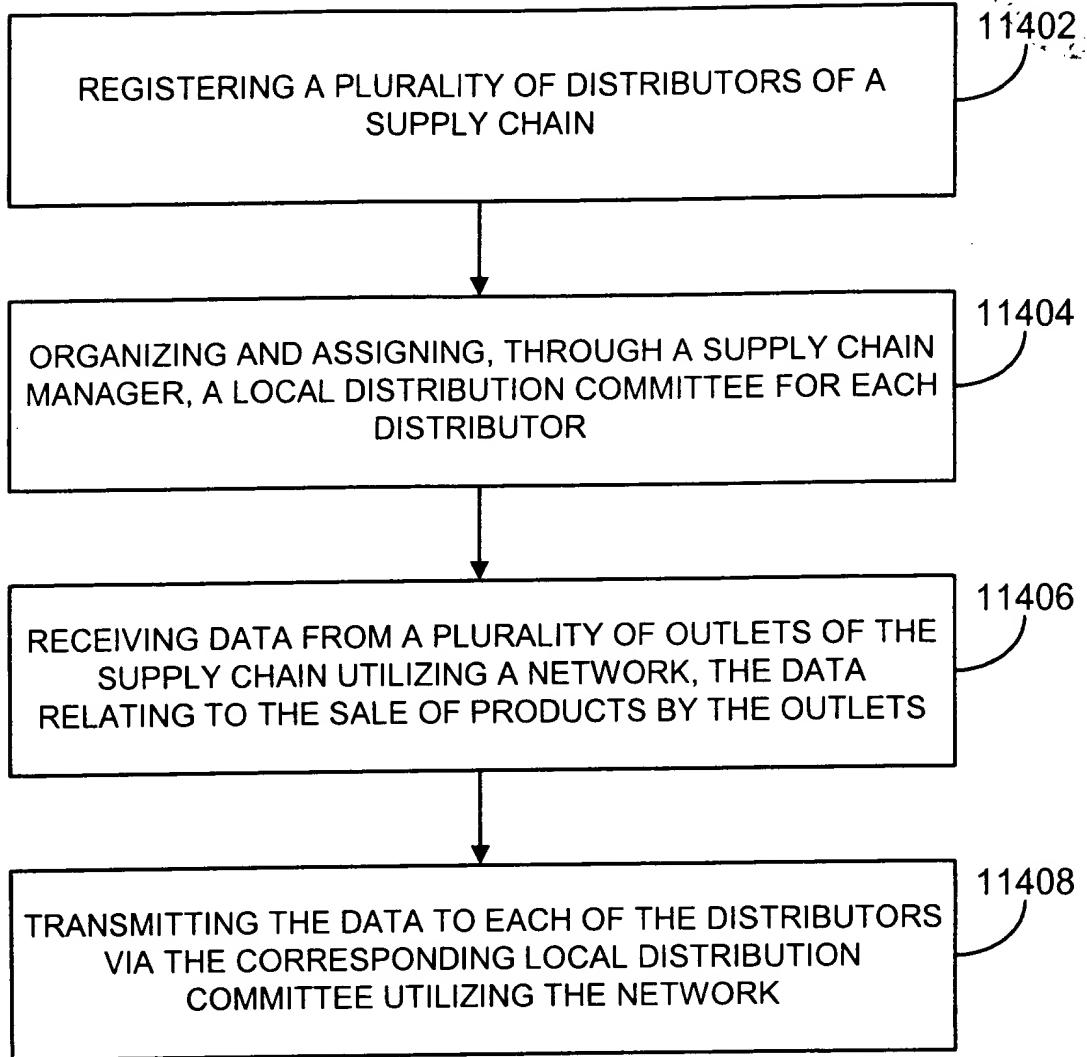 11402
REGISTERING A PLURALITY OF DISTRIBUTORS OF A
SUPPLY CHAIN
11404
ORGANIZING AND ASSIGNING, THROUGH A SUPPLY CHAIN
MANAGER, A LOCAL DISTRIBUTION COMMITTEE FOR EACH
DISTRIBUTOR
11406
RECEIVING DATA FROM A PLURALITY OF OUTLETS OF THE
SUPPLY CHAIN UTILIZING A NETWORK, THE DATA
RELATING TO THE SALE OF PRODUCTS BY THE OUTLETS
11408
TRANSMITTING THE DATA TO EACH OF THE DISTRIBUTORS
VIA THE CORRESPONDING LOCAL DISTRIBUTION
COMMITTEE UTILIZING THE NETWORK